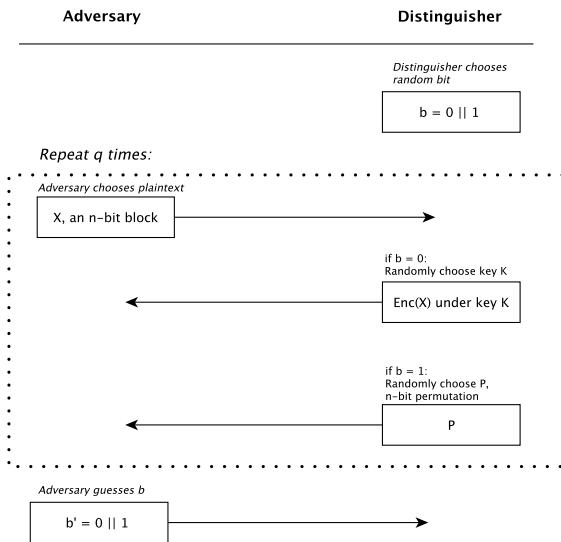 Adversary
Distinguisher
Distinguisher chooses
random bit
b = 0 || 1
Repeat q times:
Adversary chooses plaintext
X, an n-bit block
if b = 0:
Randomly choose key K
Enc(X) under key K
if b = 1:
Randomly choose P,
n-bit permutation
P
Adversary guesses b
b' = 0 || 1